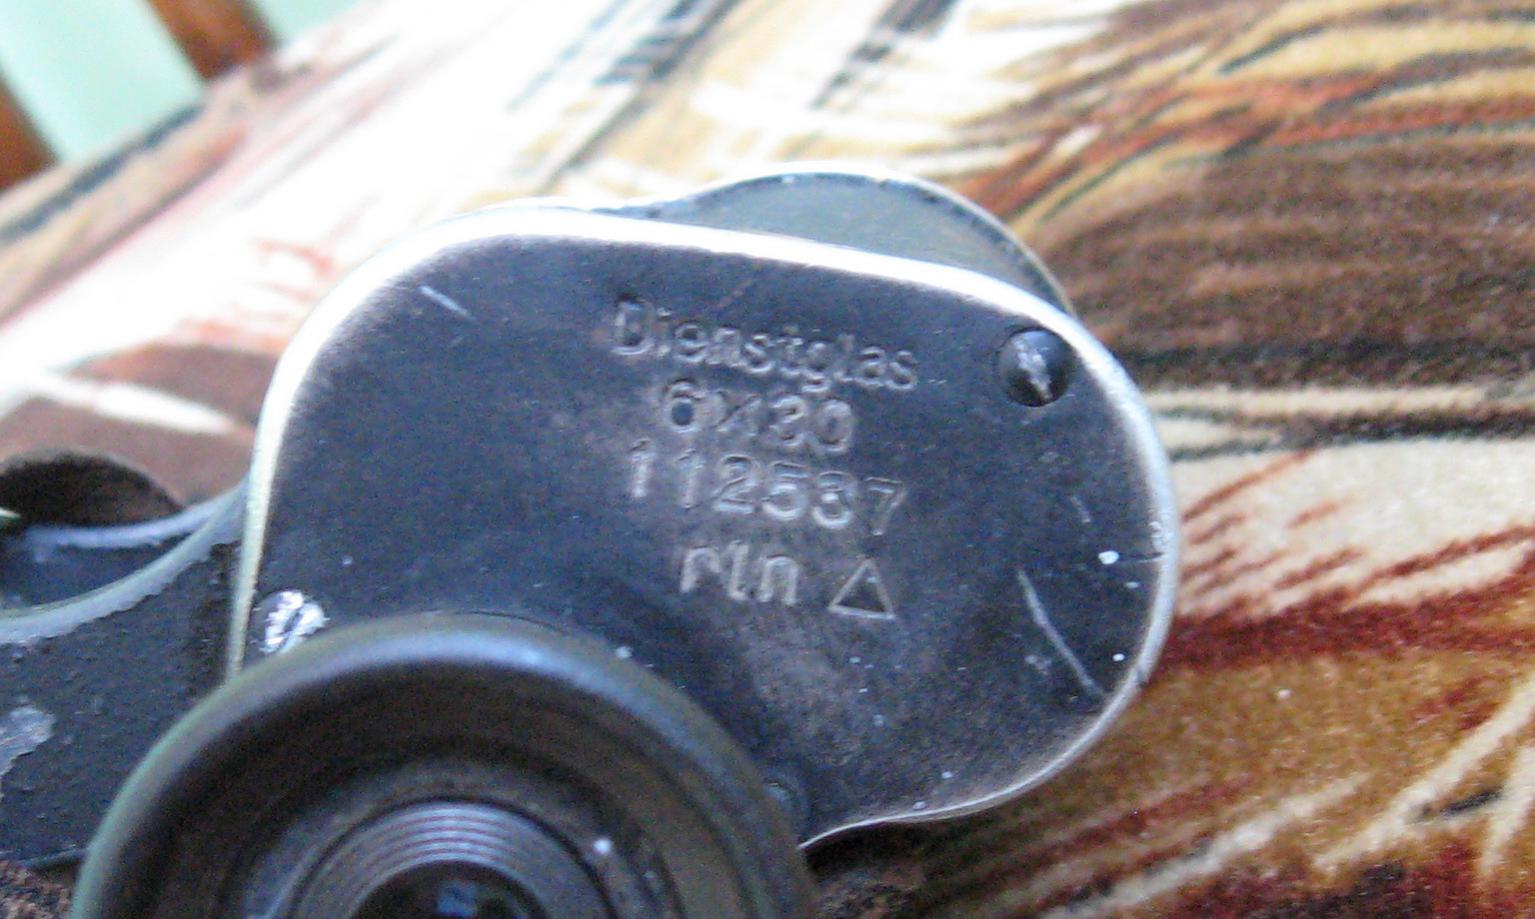 Dienstglas
6x30
112537
rln △